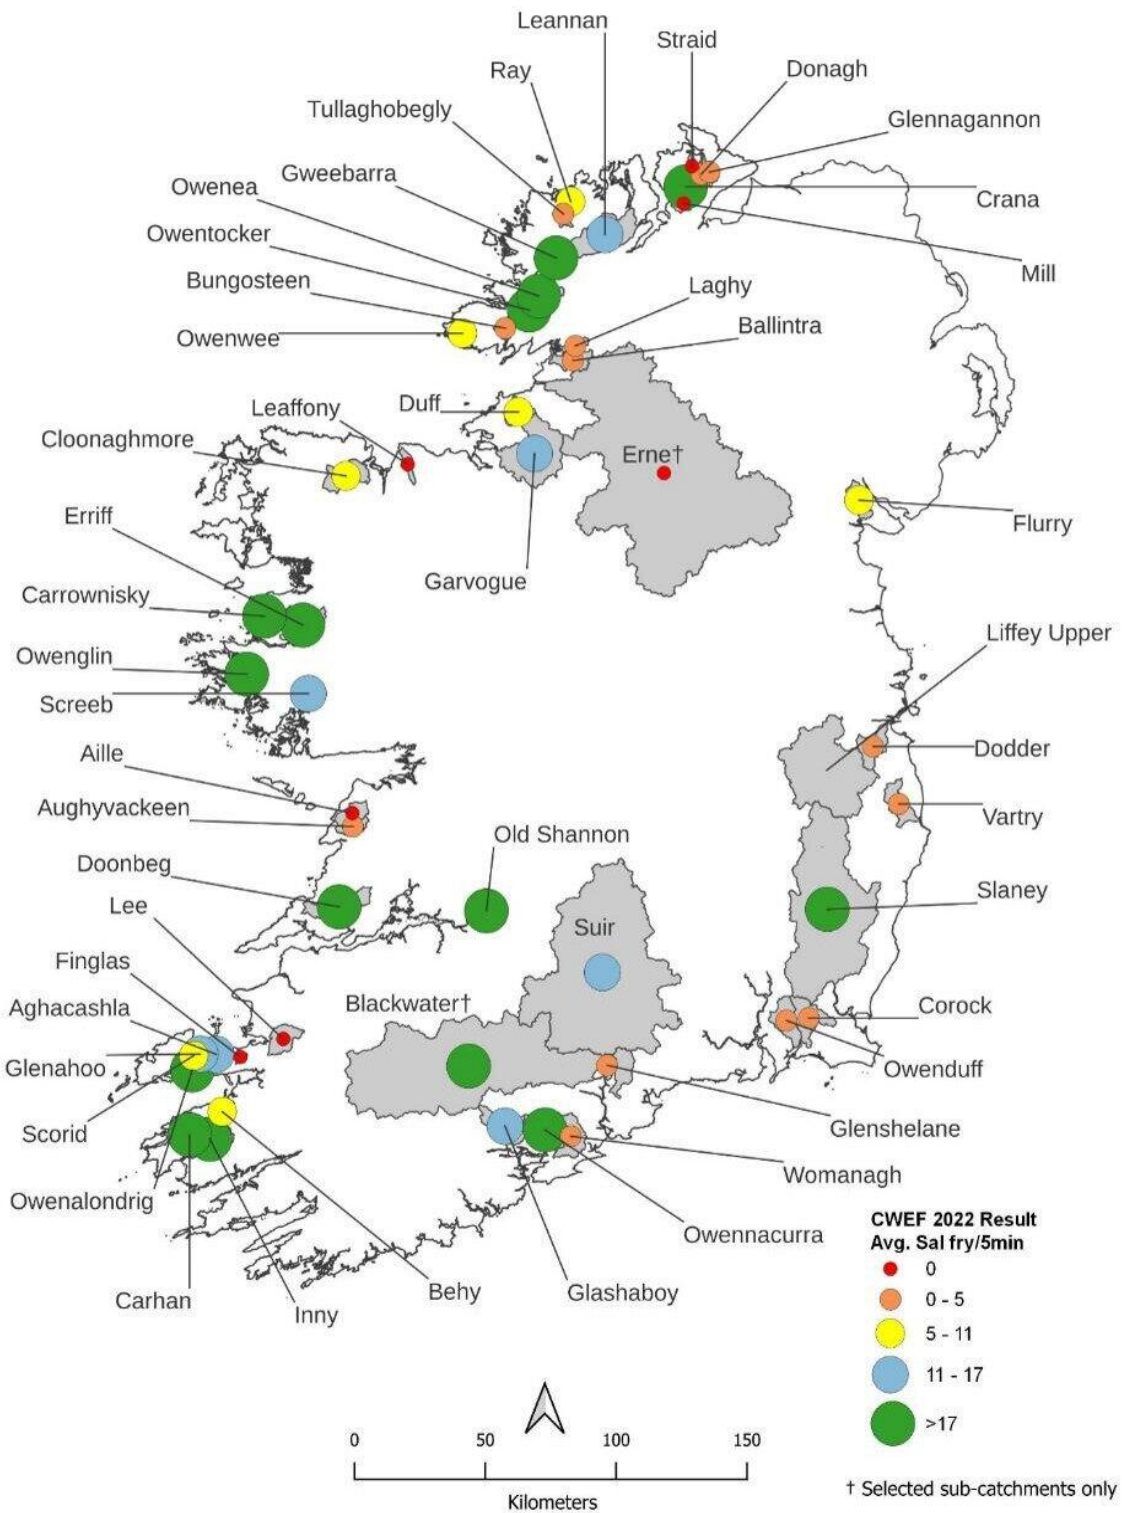 Leannan
Straid
Ray
Donagh
Tullaghobegly
Glennagannon
Gweebarra
Owenea
Crana
Owentocker
Mill
Bungosteen
Laghy
Ballintra
Owenwee
Leaffony
Duff
Cloonaghmore
Erne†
Erriff
Flurry
Garvogue
Carrownisky
Liffey Upper
Owenglin
Screeb
Aille
Dodder
Aughyvackeen
Vartry
Old Shannon
Doonbeg
Slaney
Lee
Suir
Finglas
Blackwater†
Aghacashla
Corock
Glenahoo
Owenduff
Scorid
Glenshelane
Womanagh
Owenalondrig
Owennacurra
Behy
Glashaboy
Carhan
Inny
CWEF 2022 Result
Avg. Sal fry/5min
0
0 - 5
5 - 11
11 - 17
>17
0 50 100 150
Kilometers
† Selected sub-catchments only